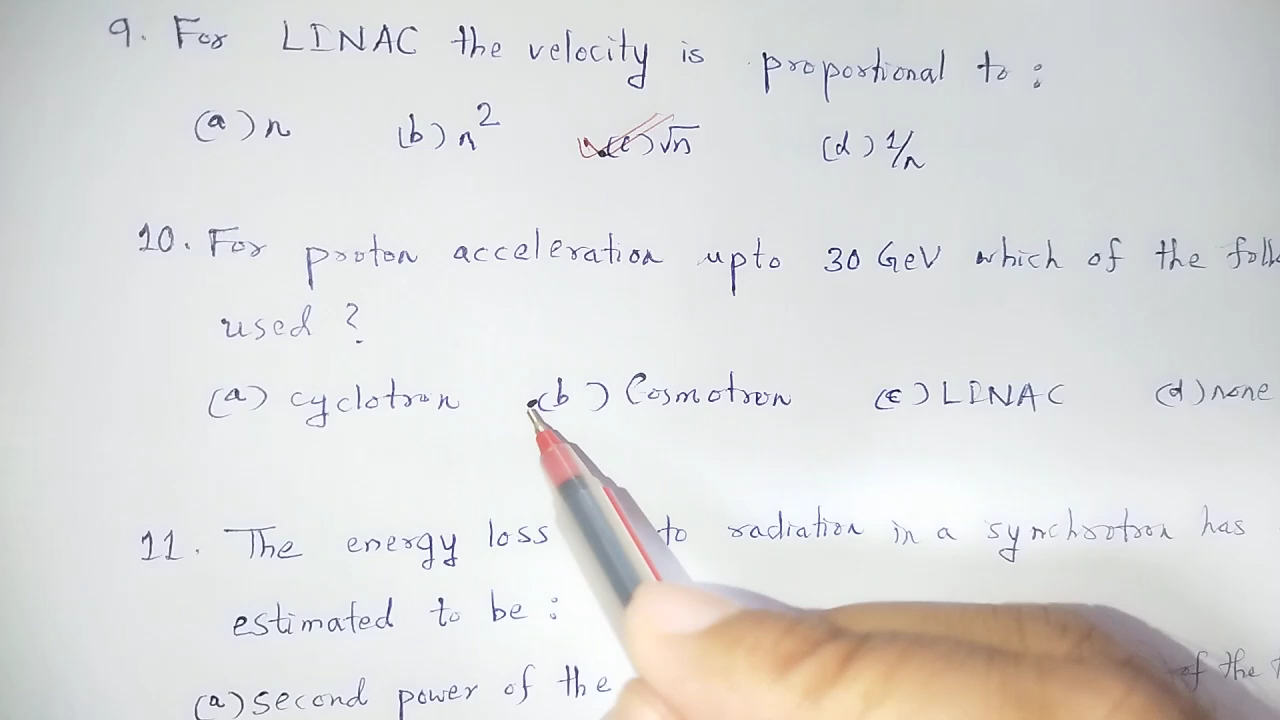 9. For LINAC the velocity is proportional to :
(a) n (b) n² (c) √n (d) 1/n
10. For proton acceleration upto 30 GeV which of the
used ?
(a) cyclotron (b) Cosmotron (c) LINAC (d) none
11. The energy loss to radiation in a synchrotron has
estimated to be :
(a) second power of the of the